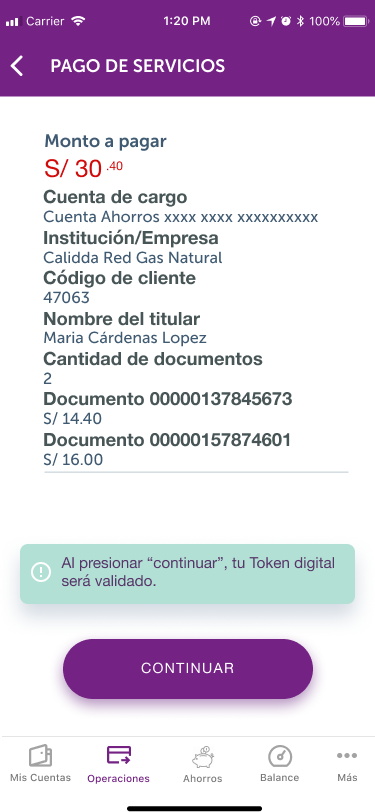 Carrier 1:20 PM 100%
PAGO DE SERVICIOS
Monto a pagar
S/ 30 .40
Cuenta de cargo
Cuenta Ahorros xxxx xxxx xxxxxxxxxx
Institución/Empresa
Calidda Red Gas Natural
Código de cliente
47063
Nombre del titular
Maria Cárdenas Lopez
Cantidad de documentos
2
Documento 00000137845673
S/ 14.40
Documento 00000157874601
S/ 16.00
Al presionar “continuar”, tu Token digital
será validado.
CONTINUAR
Mis Cuentas Operaciones Ahorros Balance Más